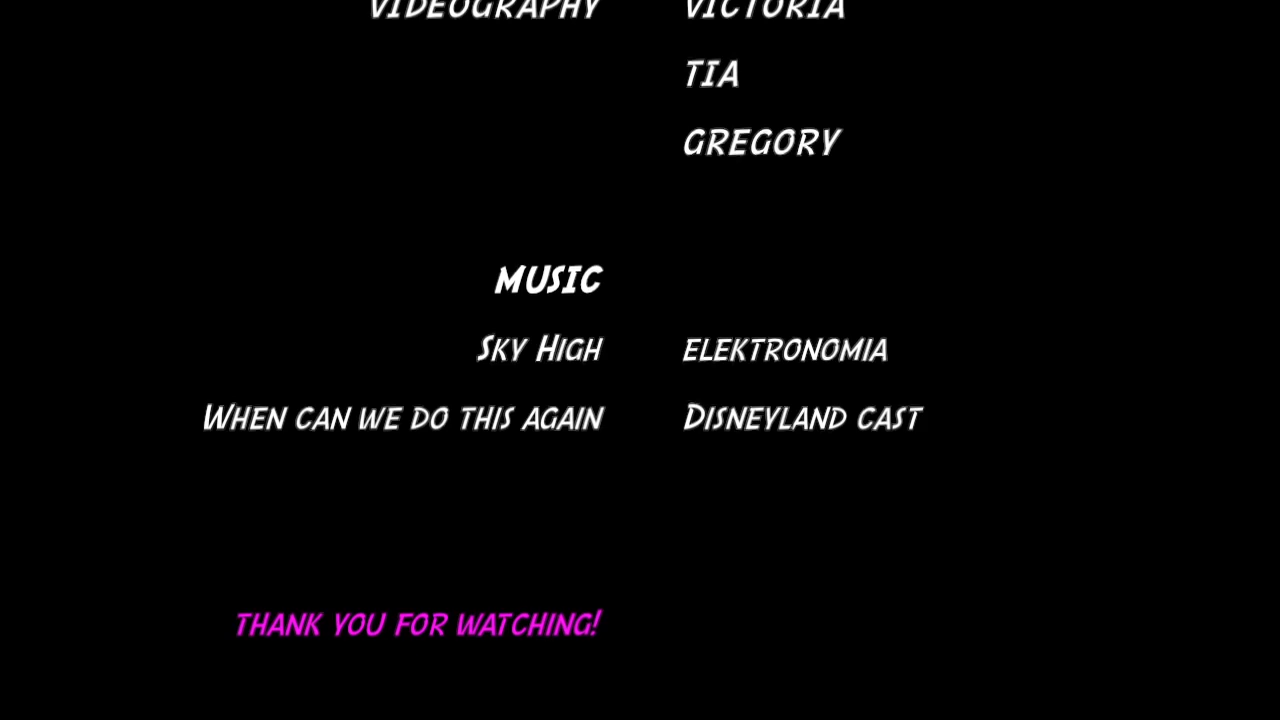 VIDEOGRAPHY VICTORIA
TIA
GREGORY
MUSIC
Sky High ELEKTRONOMIA
When can we do this again Disneyland cast
THANK YOU FOR WATCHING!